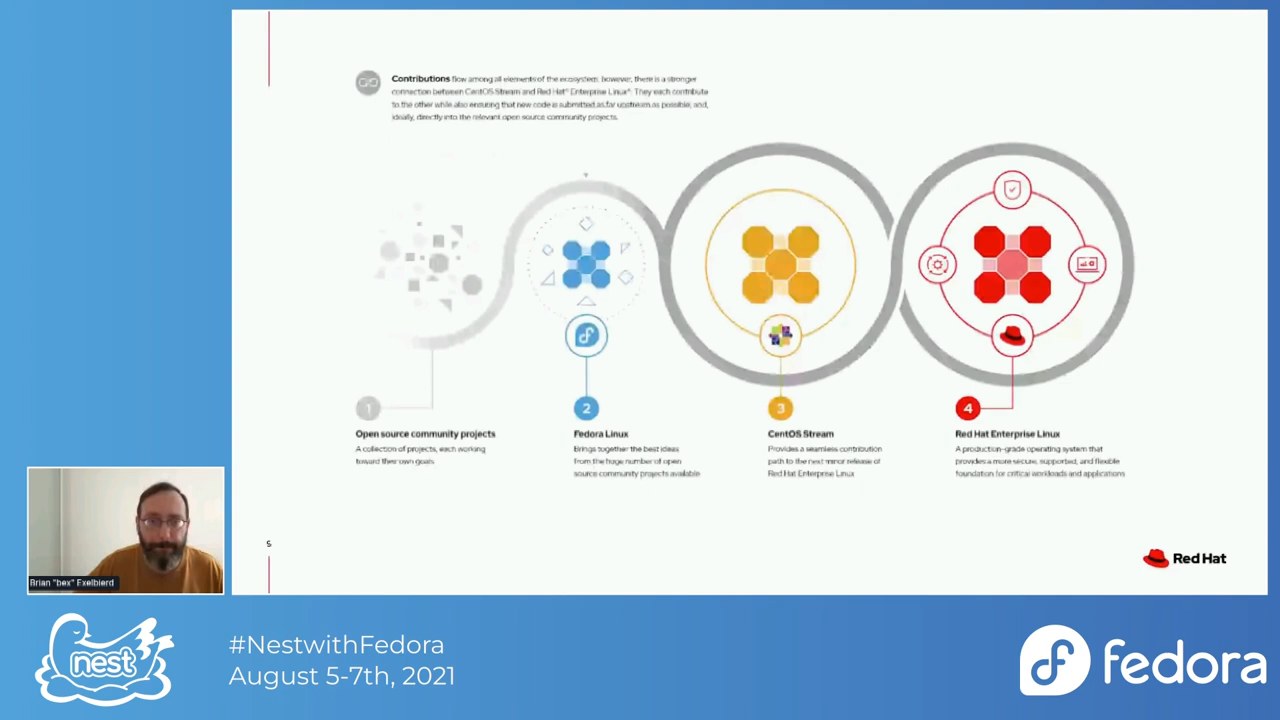 Contributions flow among all elements of the ecosystem, however, there is a stronger
connection between CentOS Stream and Red Hat® Enterprise Linux®. They each contribute
to the other while also ensuring that new code is submitted as far upstream as possible, and,
ideally, directly into the relevant open source community projects.
1
Open source community projects
A collection of projects, each working
toward their own goals
2
Fedora Linux
Brings together the best ideas
from the huge number of open
source community projects available
3
CentOS Stream
Provides a seamless contribution
path to the next minor release of
Red Hat Enterprise Linux
4
Red Hat Enterprise Linux
A production-grade operating system that
provides a more secure, supported, and flexible
foundation for critical workloads and applications
5
Red Hat
Brian "bex" Exelbierd
nest
#NestwithFedora
August 5-7th, 2021
fedora